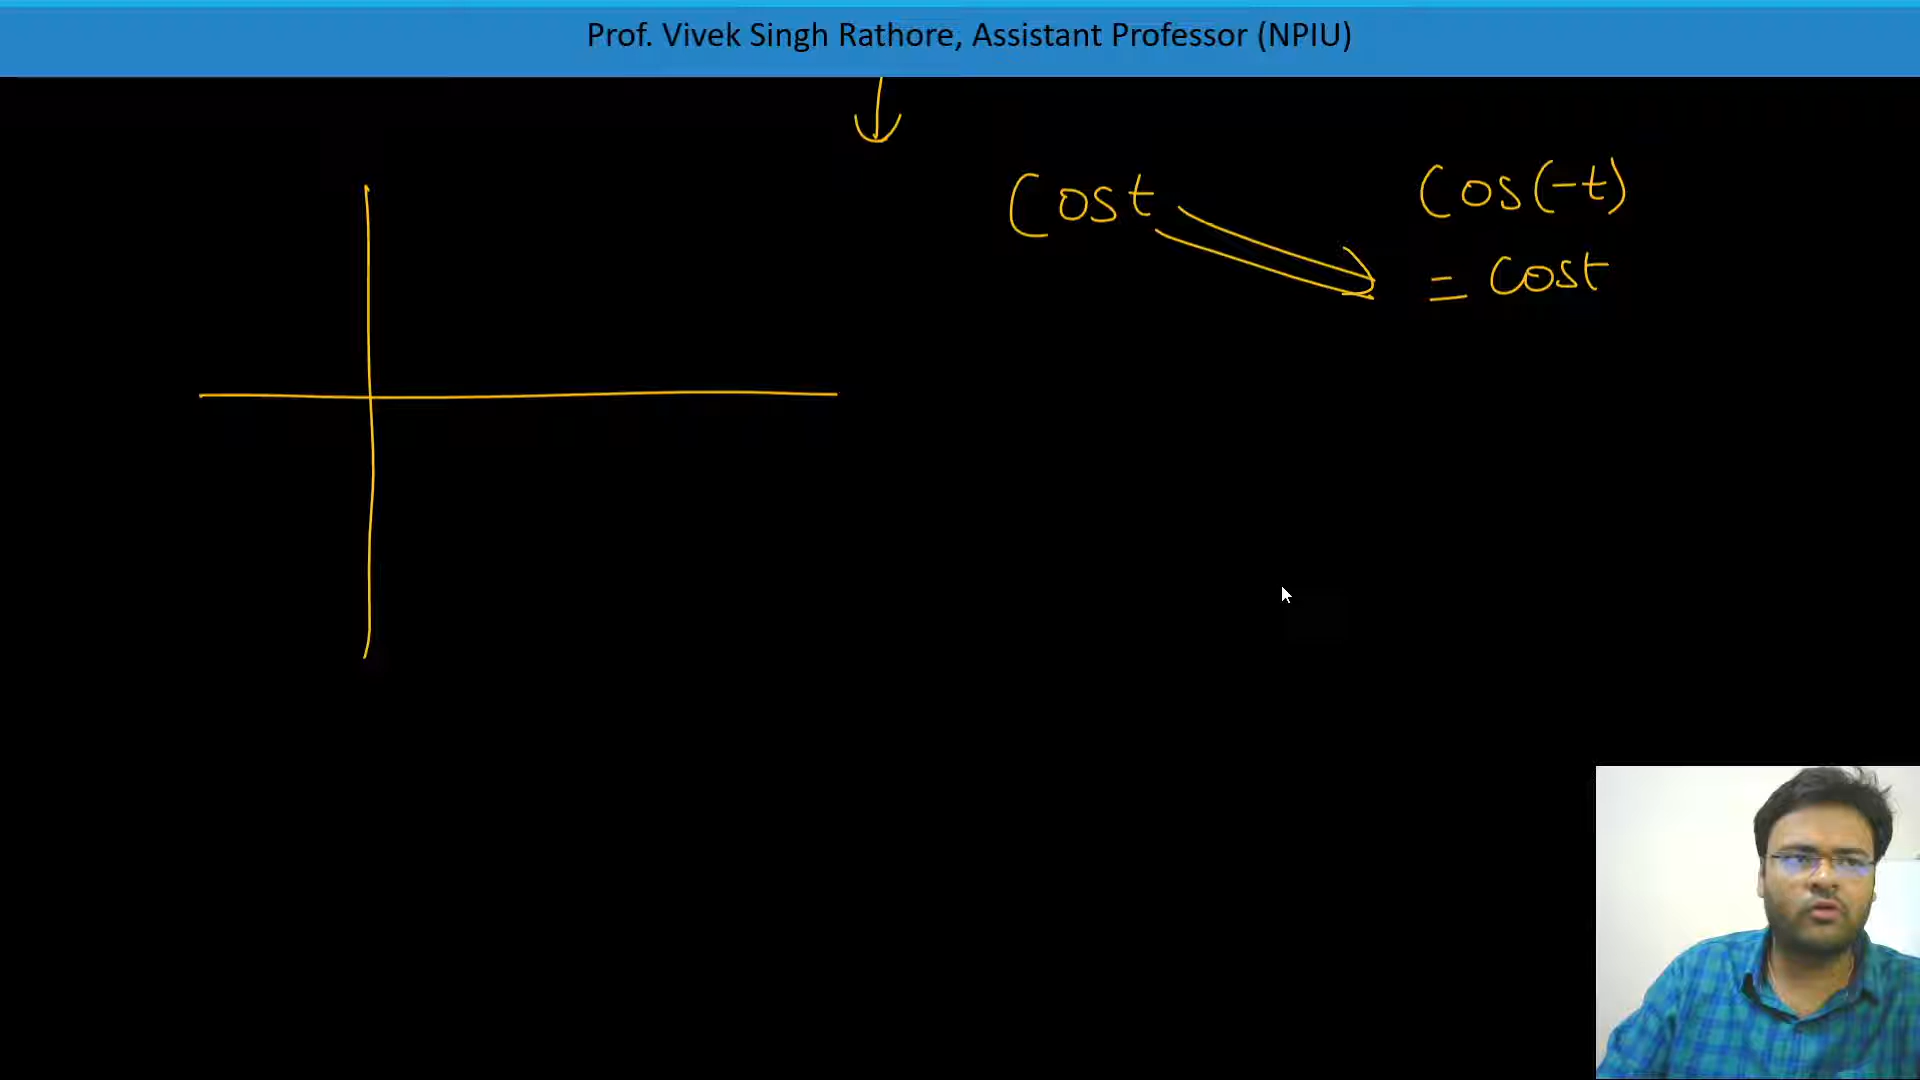 Prof. Vivek Singh Rathore, Assistant Professor (NPIU)
Cost
Cos(-t)
= Cost